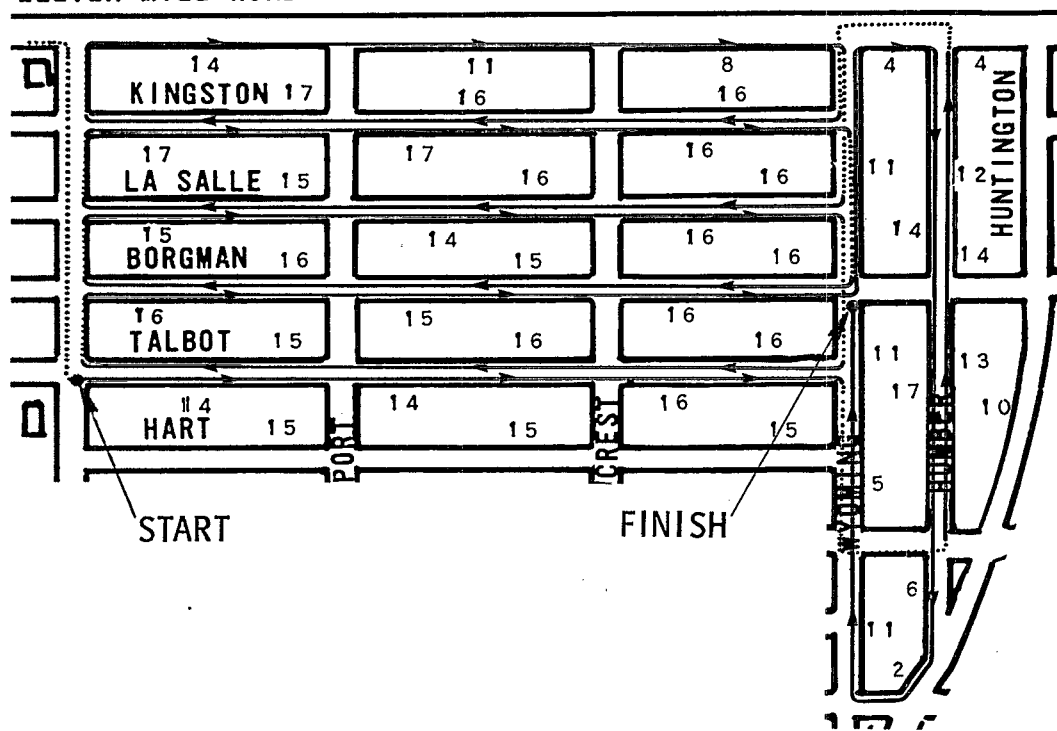 14 11 8 4 4
KINGSTON 17 16 16
HUNTINGTON
17 17 16 11 12
LA SALLE 15 16 16
15 14 16 14 14
BORGMAN 16 15 16
16 15 16 11 13
TALBOT 15 16 16
14 14 16 17 10
HART 15 15 15
PORT
CREST
5
START
FINISH
6
11
2